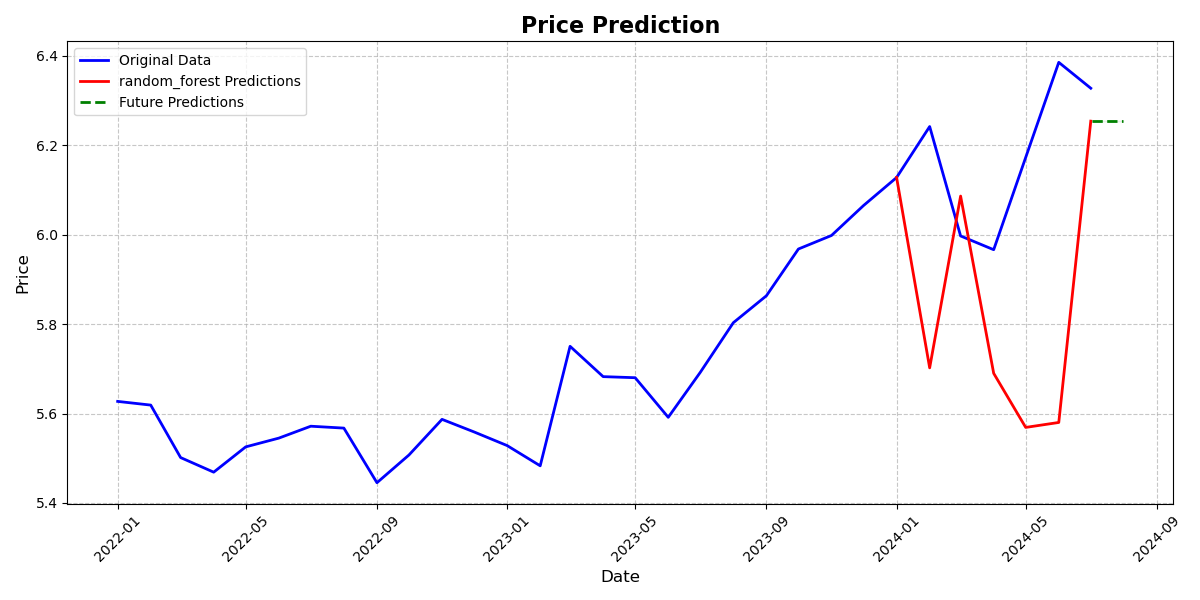 Price Prediction
Original Data
random_forest Predictions
Future Predictions
Price
6.4
6.2
6.0
5.8
5.6
5.4
2022-01
2022-05
2022-09
2023-01
2023-05
2023-09
2024-01
2024-05
2024-09
Date